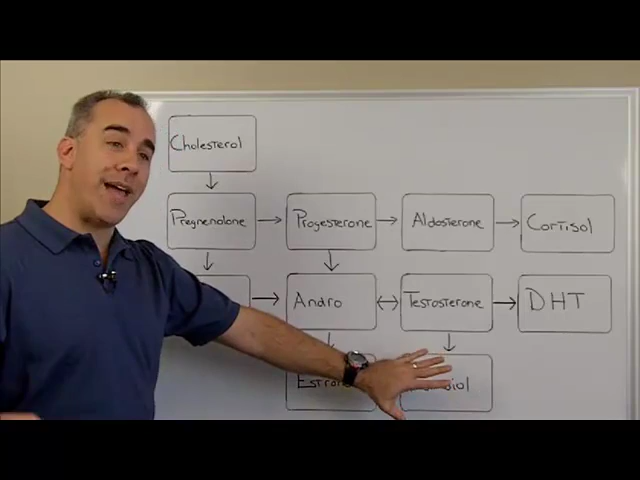 Cholesterol
Pregnenolone
Progesterone
Aldosterone
Cortisol
Andro
Testosterone
DHT